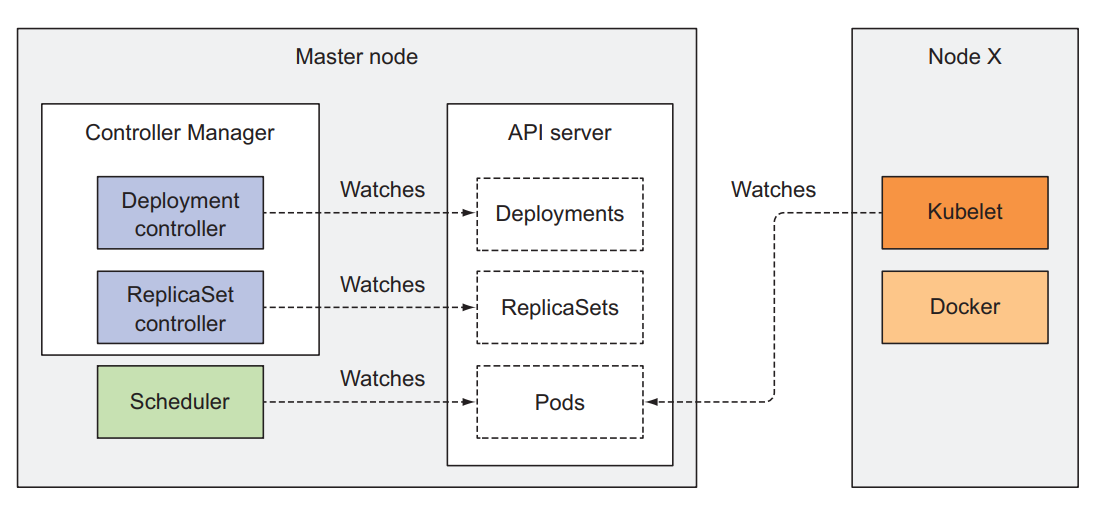 Master node
Node X
Controller Manager
API server
Deployment
controller
Watches
Deployments
Watches
Kubelet
ReplicaSet
controller
Watches
ReplicaSets
Docker
Scheduler
Watches
Pods